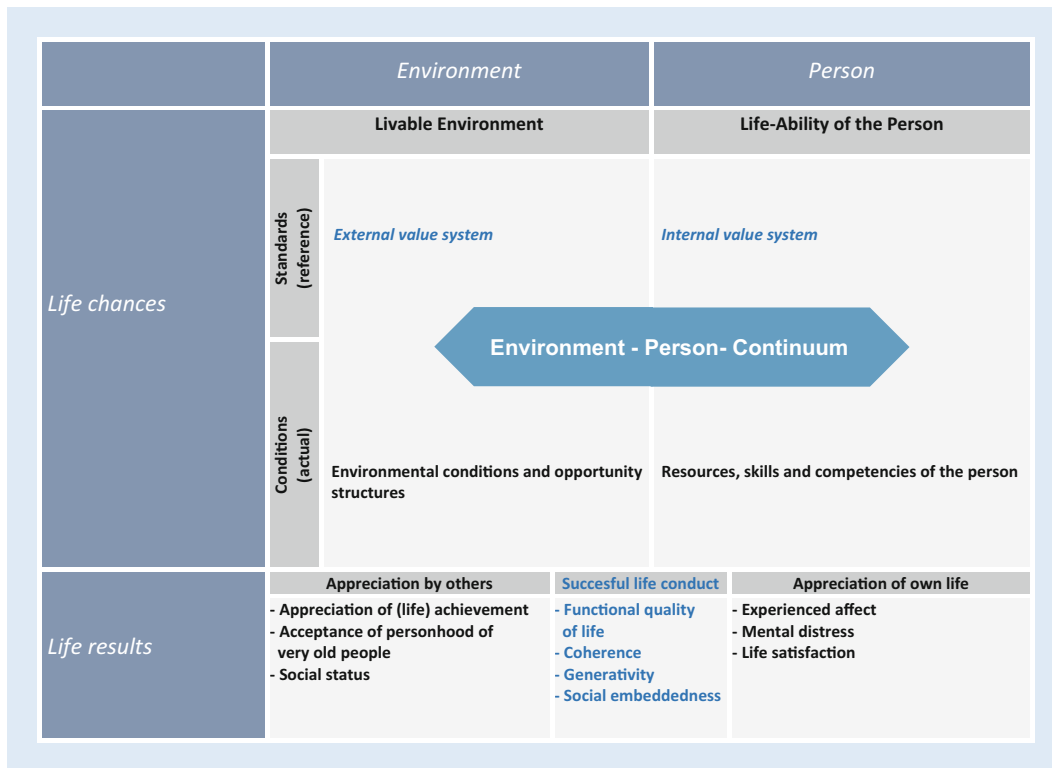 Environment
Person
Life chances
Livable Environment
Life-Ability of the Person
Standards
(reference)
External value system
Internal value system
Environment - Person- Continuum
Conditions
(actual)
Environmental conditions and opportunity
structures
Resources, skills and competencies of the person
Life results
Appreciation by others
- Appreciation of (life) achievement
- Acceptance of personhood of
very old people
- Social status
Succesful life conduct
- Functional quality
of life
- Coherence
- Generativity
- Social embeddedness
Appreciation of own life
- Experienced affect
- Mental distress
- Life satisfaction